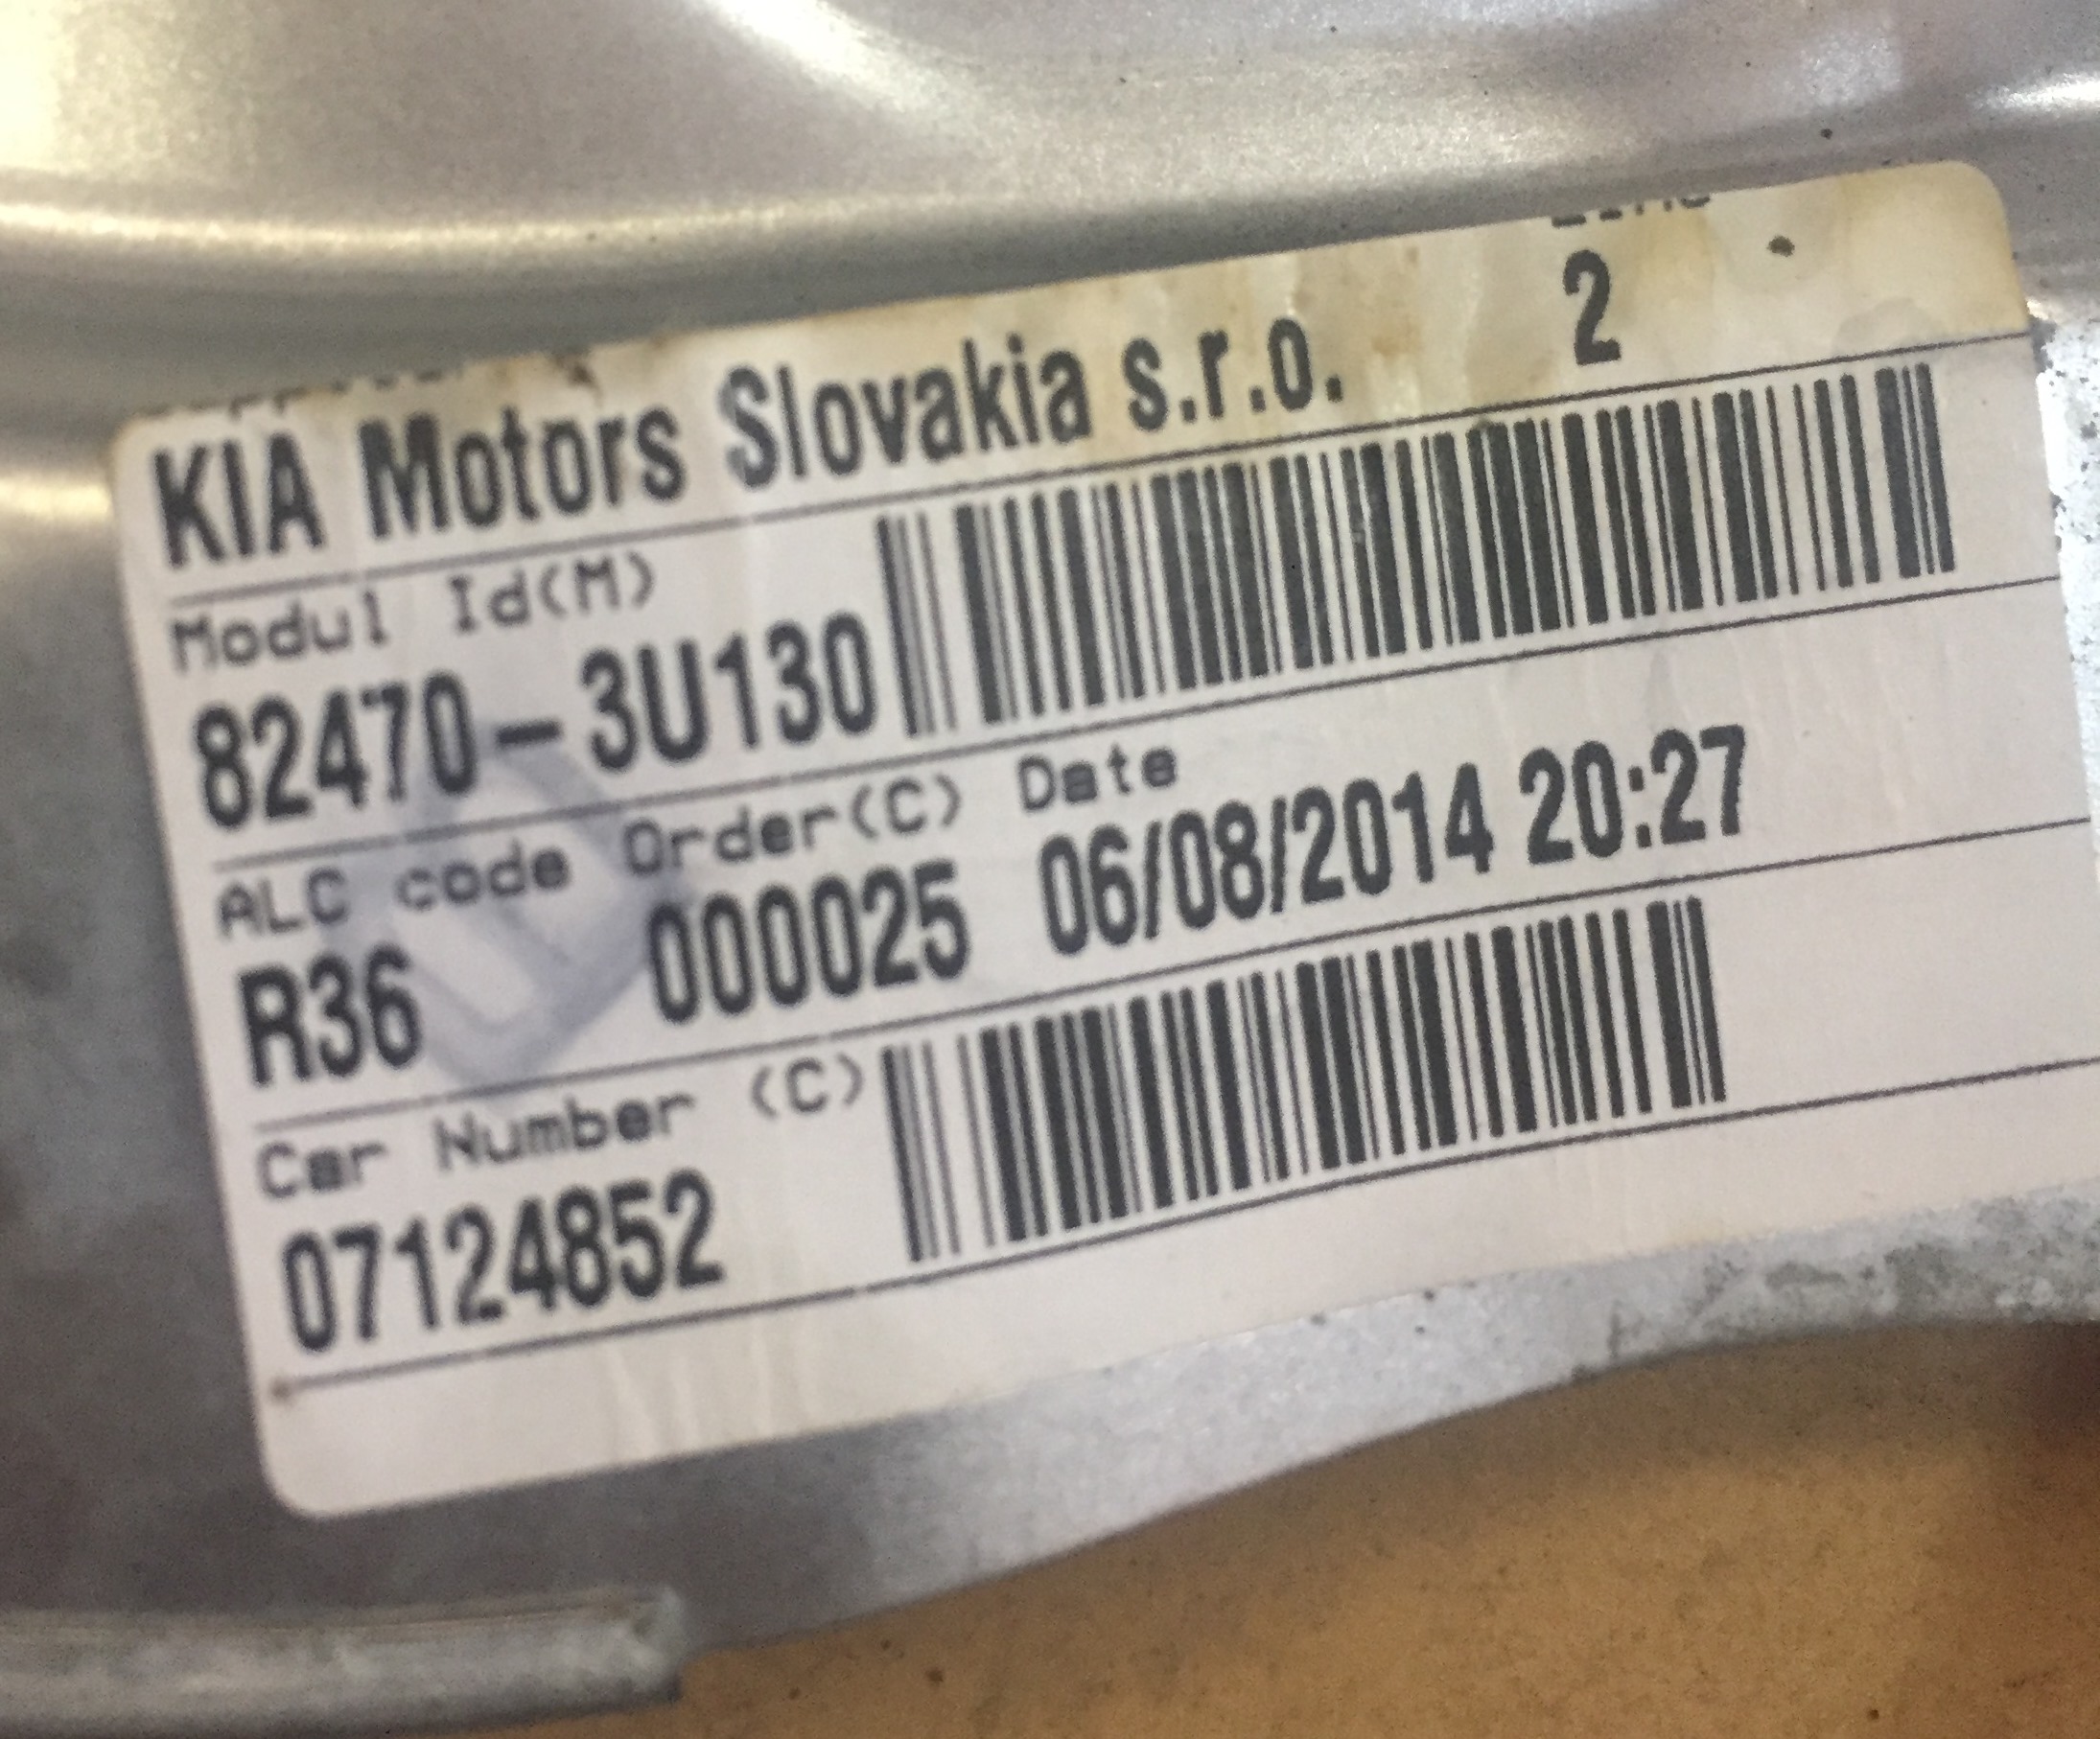 KIA Motors Slovakia s.r.o. 2
Modul Id(M)
82470-3U130
ALC code Order(C) Date
R36 000025 06/08/2014 20:27
Car Number (C)
07124852